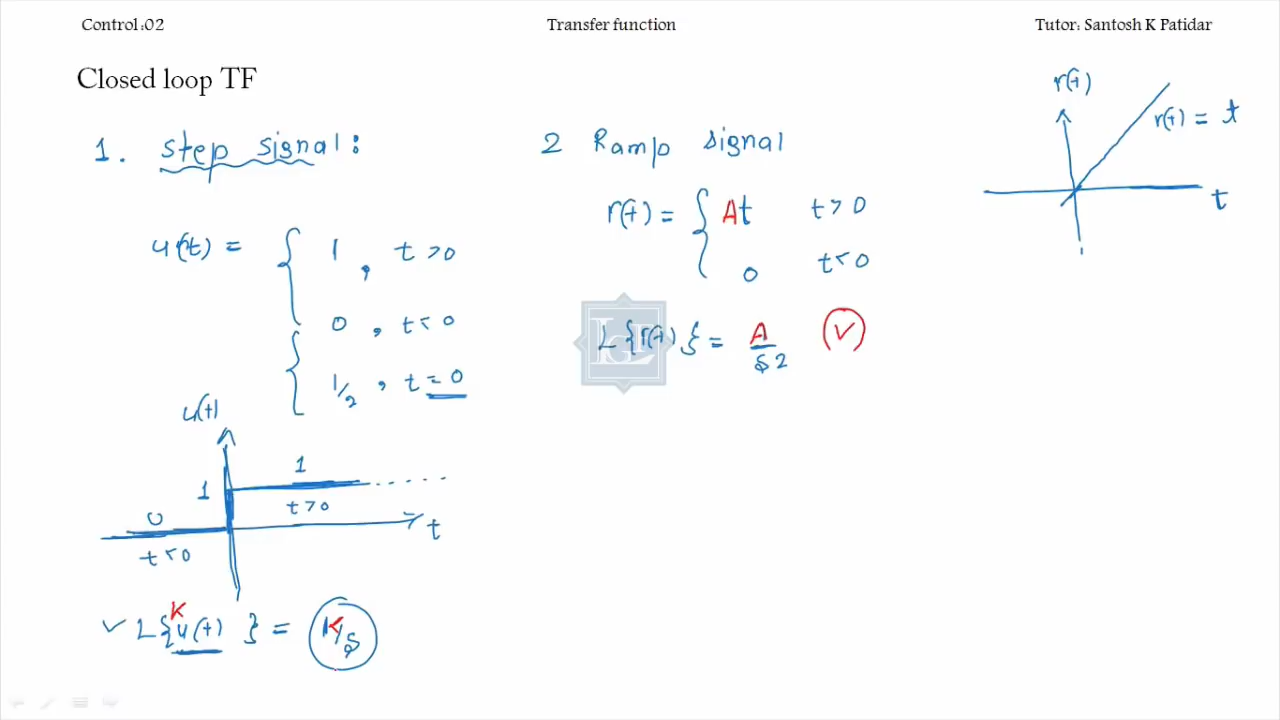 Control:02
Transfer function
Tutor: Santosh K Patidar
Closed loop TF
1. Step signal:
u(t) = { 1, t>0
0, t<0
1/2, t=0
u(t)
1
1
t>0
0
t<0
t
L{Ku(t)} = K/s
2 Ramp signal
r(t) = { At t>0
0 t<0
L{r(t)} = A/s2
r(t)
r(t) = t
t